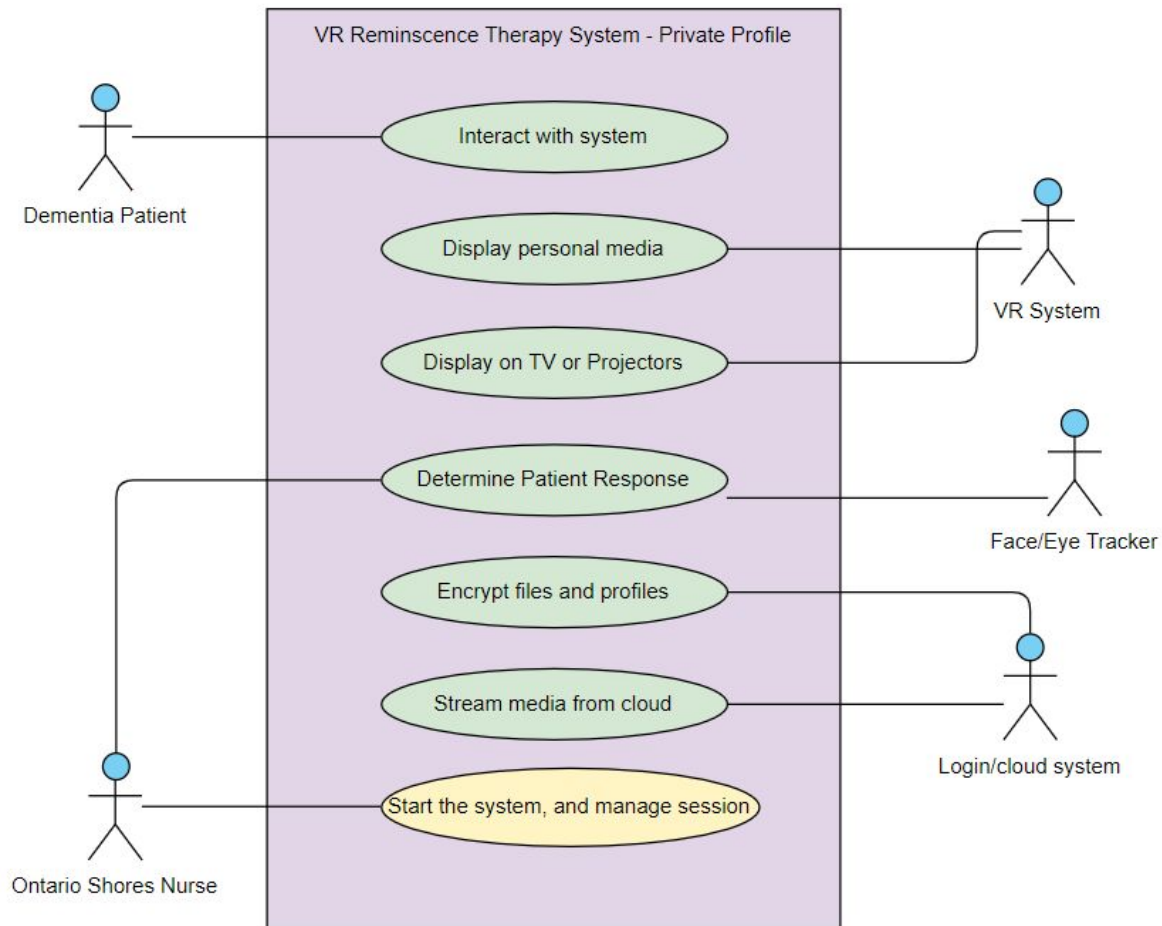 VR Reminscence Therapy System - Private Profile
Interact with system
Dementia Patient
Display personal media
VR System
Display on TV or Projectors
Determine Patient Response
Face/Eye Tracker
Encrypt files and profiles
Stream media from cloud
Login/cloud system
Start the system, and manage session
Ontario Shores Nurse